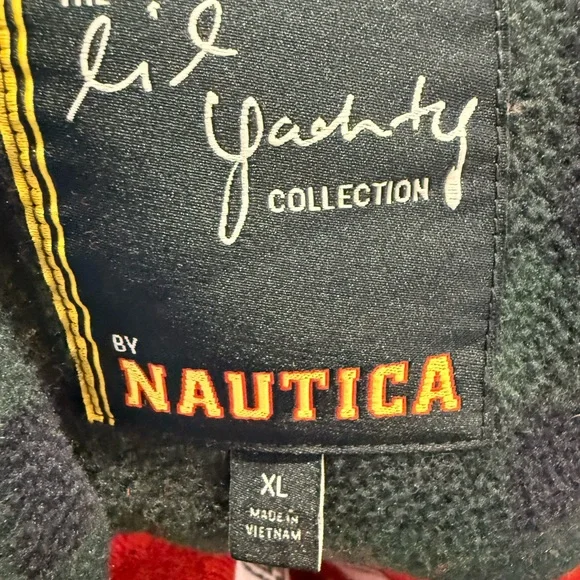 THE
lil
yachty
COLLECTION
BY
NAUTICA
XL
MADE IN
VIETNAM